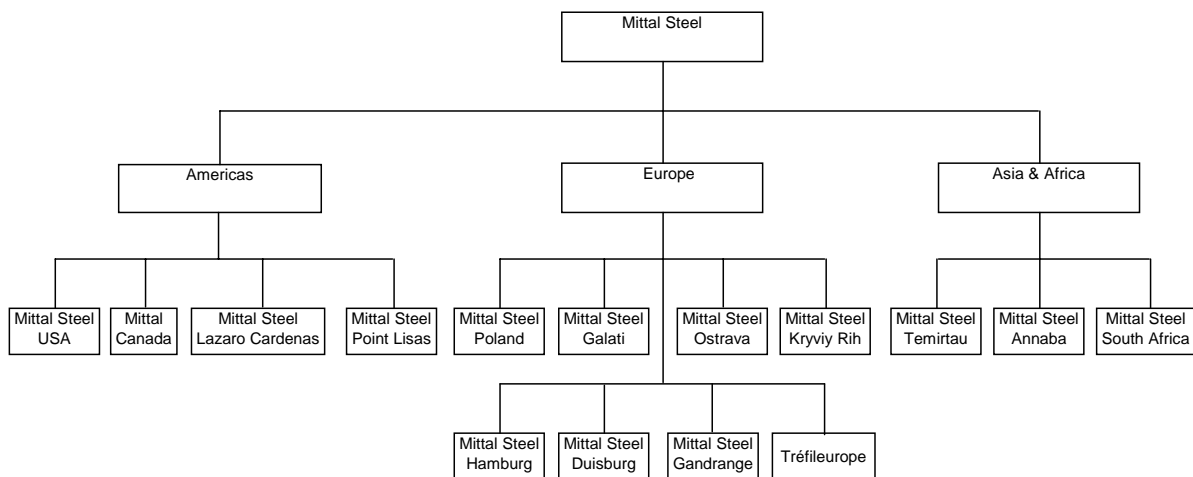 Mittal Steel
Americas
Europe
Asia & Africa
Mittal Steel
USA
Mittal
Canada
Mittal Steel
Lazaro Cardenas
Mittal Steel
Point Lisas
Mittal Steel
Poland
Mittal Steel
Galati
Mittal Steel
Ostrava
Mittal Steel
Kryviy Rih
Mittal Steel
Temirtau
Mittal Steel
Annaba
Mittal Steel
South Africa
Mittal Steel
Hamburg
Mittal Steel
Duisburg
Mittal Steel
Gandrange
Tréfileurope